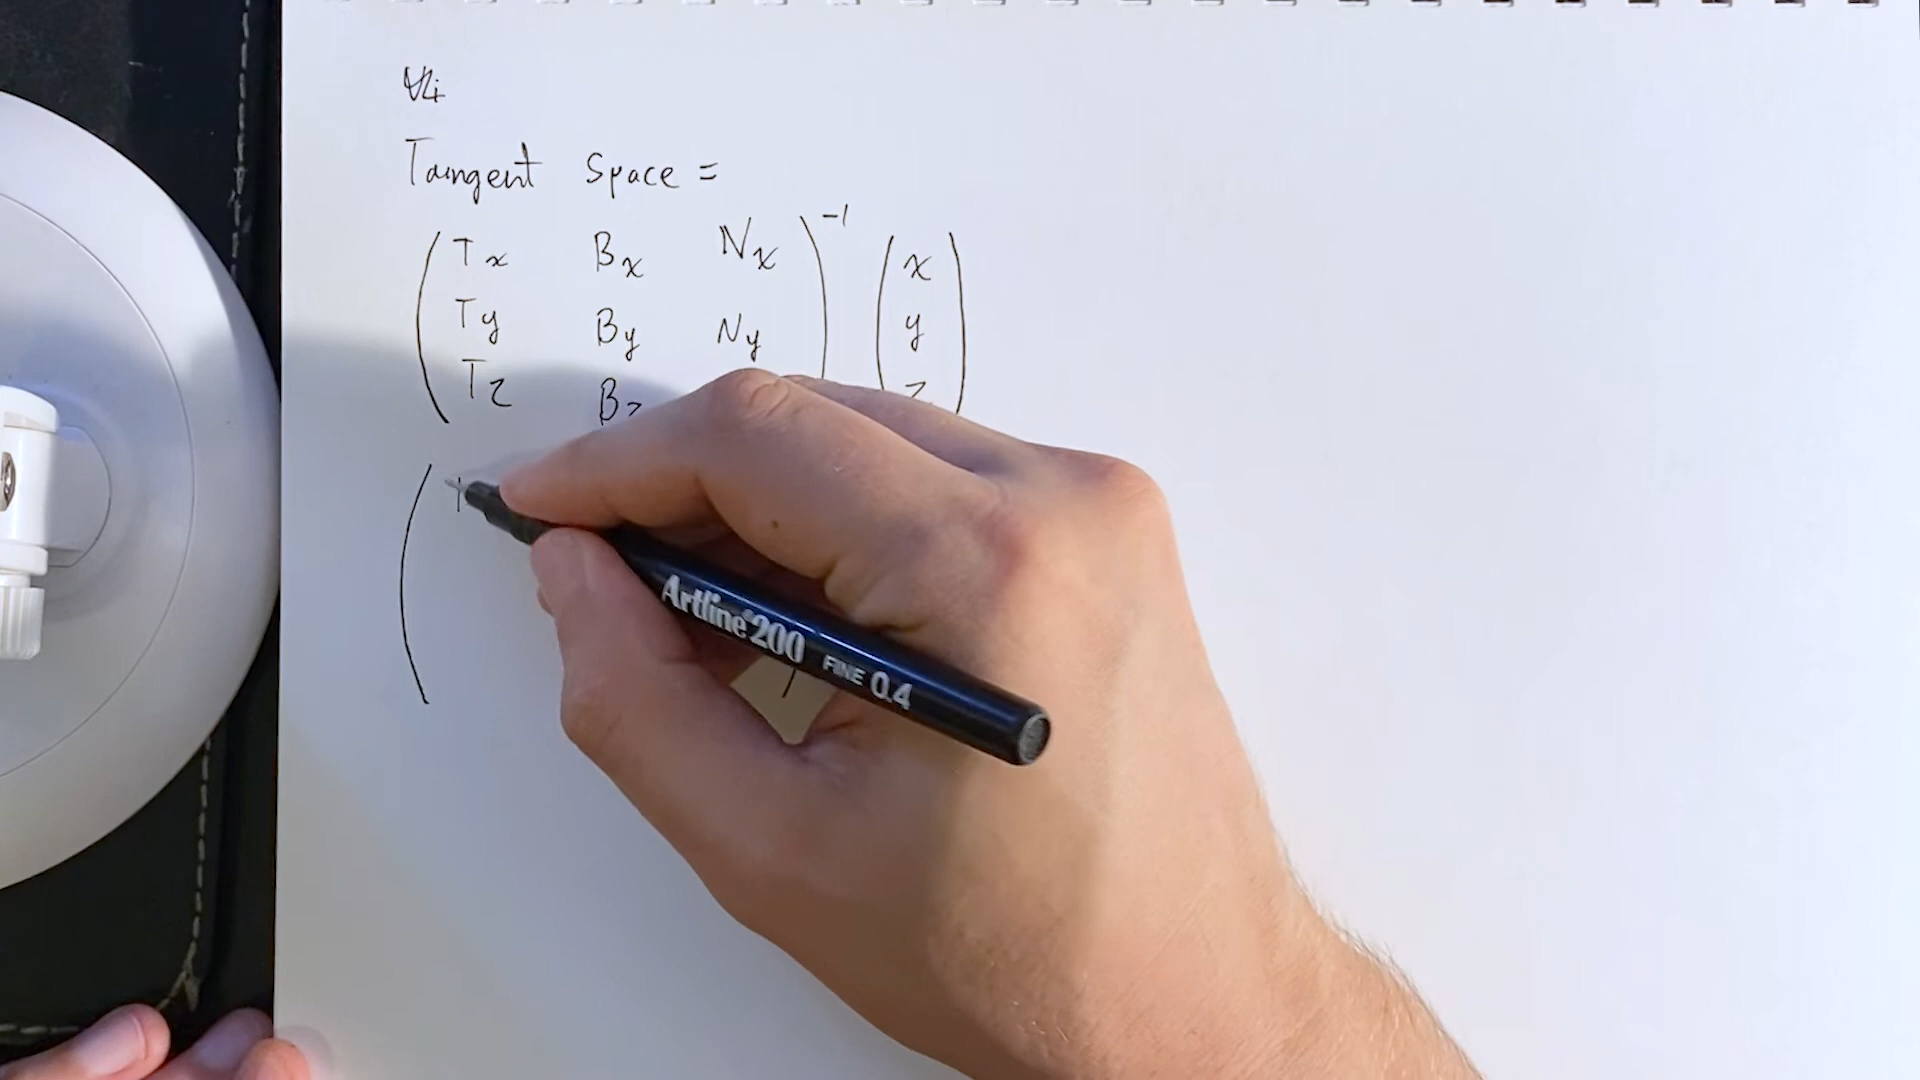 Tangent Space =
Tx Bx Nx -1 x
Ty By Ny y
Tz Bz z
Artline 200 FINE 0.4